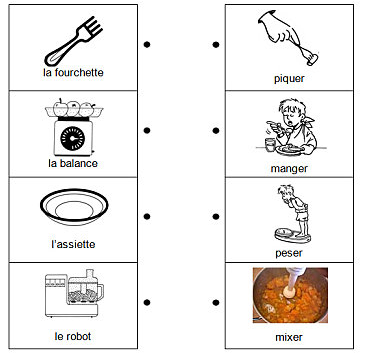 la fourchette
piquer
la balance
manger
l'assiette
peser
le robot
mixer